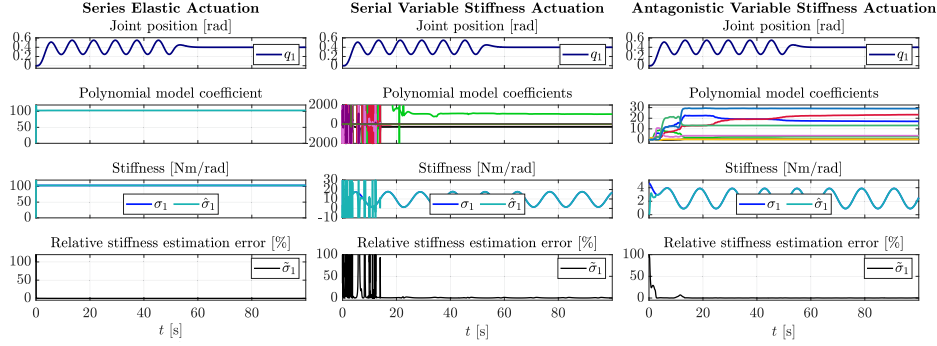 Series Elastic Actuation
Joint position [rad]
0.6
0.4
0.2
0
q1
Polynomial model coefficient
100
50
0
Stiffness [Nm/rad]
100
50
0
σ1 σ̂1
Relative stiffness estimation error [%]
100
50
0
σ̃1
0 20 40 60 80
t [s]
Serial Variable Stiffness Actuation
Joint position [rad]
0.6
0.4
0.2
0
q1
Polynomial model coefficients
2000
0
-2000
Stiffness [Nm/rad]
30
10
-10
σ1 σ̂1
Relative stiffness estimation error [%]
100
50
0
σ̃1
0 20 40 60 80
t [s]
Antagonistic Variable Stiffness Actuation
Joint position [rad]
0.6
0.4
0.2
0
q1
Polynomial model coefficients
30
20
10
0
Stiffness [Nm/rad]
4
2
0
σ1 σ̂1
Relative stiffness estimation error [%]
100
50
0
σ̃1
0 20 40 60 80
t [s]